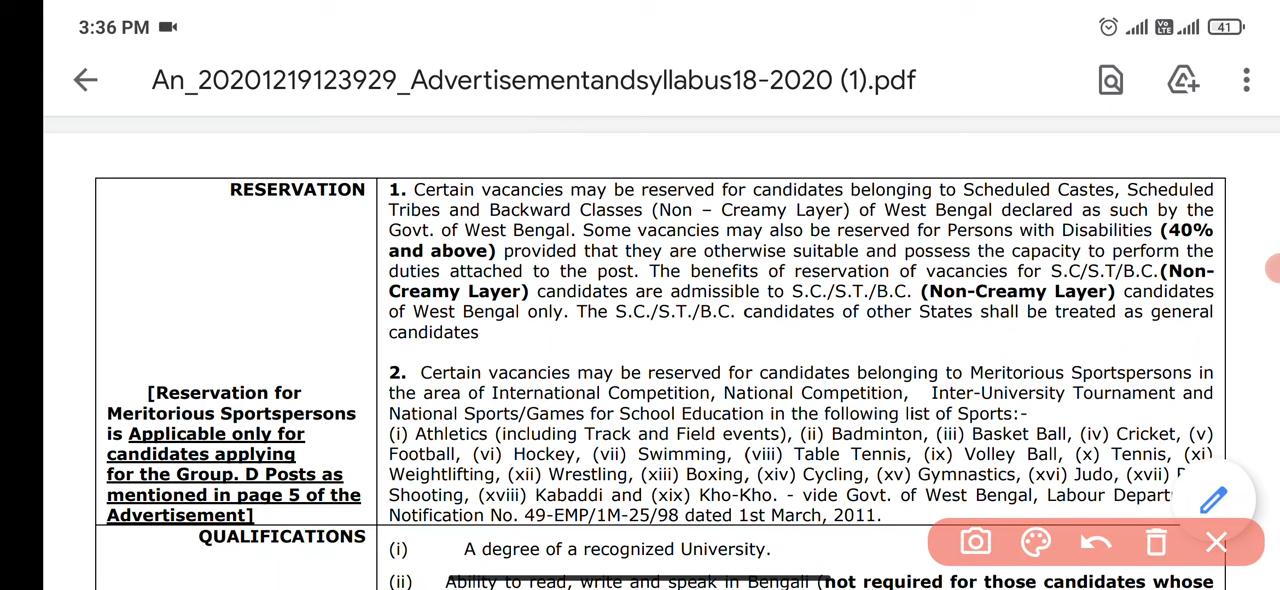 3:36 PM
Vo LTE
41
An_20201219123929_Advertisementandsyllabus18-2020 (1).pdf
RESERVATION
1. Certain vacancies may be reserved for candidates belonging to Scheduled Castes, Scheduled
Tribes and Backward Classes (Non – Creamy Layer) of West Bengal declared as such by the
Govt. of West Bengal. Some vacancies may also be reserved for Persons with Disabilities (40%
and above) provided that they are otherwise suitable and possess the capacity to perform the
duties attached to the post. The benefits of reservation of vacancies for S.C/S.T/B.C.(Non-
Creamy Layer) candidates are admissible to S.C./S.T./B.C. (Non-Creamy Layer) candidates
of West Bengal only. The S.C./S.T./B.C. candidates of other States shall be treated as general
candidates
[Reservation for
Meritorious Sportspersons
is Applicable only for
candidates applying
for the Group. D Posts as
mentioned in page 5 of the
Advertisement]
2. Certain vacancies may be reserved for candidates belonging to Meritorious Sportspersons in
the area of International Competition, National Competition, Inter-University Tournament and
National Sports/Games for School Education in the following list of Sports:-
(i) Athletics (including Track and Field events), (ii) Badminton, (iii) Basket Ball, (iv) Cricket, (v)
Football, (vi) Hockey, (vii) Swimming, (viii) Table Tennis, (ix) Volley Ball, (x) Tennis, (xi)
Weightlifting, (xii) Wrestling, (xiii) Boxing, (xiv) Cycling, (xv) Gymnastics, (xvi) Judo, (xvii)
Shooting, (xviii) Kabaddi and (xix) Kho-Kho. - vide Govt. of West Bengal, Labour Depart
Notification No. 49-EMP/1M-25/98 dated 1st March, 2011.
QUALIFICATIONS
(i) A degree of a recognized University.
(ii) Ability to read, write and speak in Bengali (not required for those candidates whose